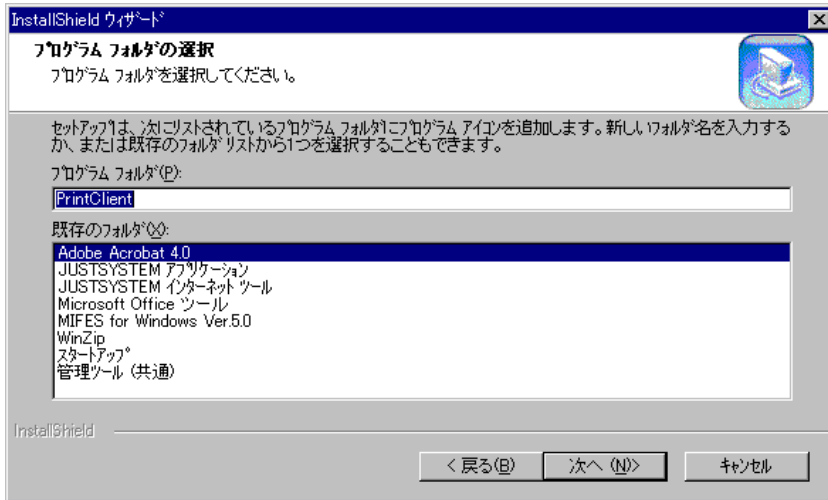 InstallShield ウィザード
プログラム フォルダの選択
プログラム フォルダを選択してください。
セットアップは、次にリストされているプログラム フォルダにプログラム アイコンを追加します。新しいフォルダ名を入力する
か、または既存のフォルダ リストから1つを選択することもできます。
プログラム フォルダ(P):
PrintClient
既存のフォルダ(X):
Adobe Acrobat 4.0
JUSTSYSTEM アプリケーション
JUSTSYSTEM インターネット ツール
Microsoft Office ツール
MIFES for Windows Ver.5.0
WinZip
スタートアップ
管理ツール (共通)
InstallShield
< 戻る(B)
次へ (N)>
キャンセル